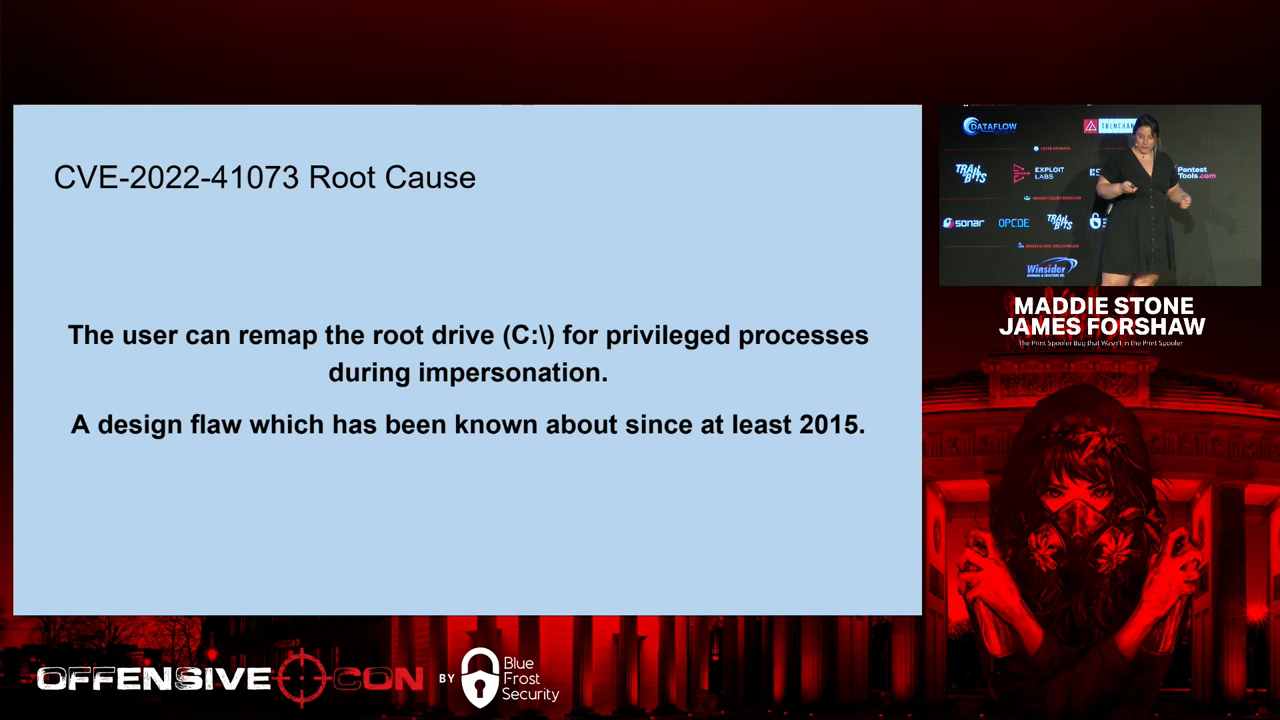 CVE-2022-41073 Root Cause
The user can remap the root drive (C:\) for privileged processes
during impersonation.
A design flaw which has been known about since at least 2015.
DATAFLOW
TRAIL
BITS
EXPLOIT
LABS
Pentest
Tools.com
sonar
OPCDE
TRAIL
BITS
Winsider
MADDIE STONE
JAMES FORSHAW
The Print Spooler Bug that Wasn't in the Print Spooler
OFFENSIVE CON
BY
Blue
Frost
Security